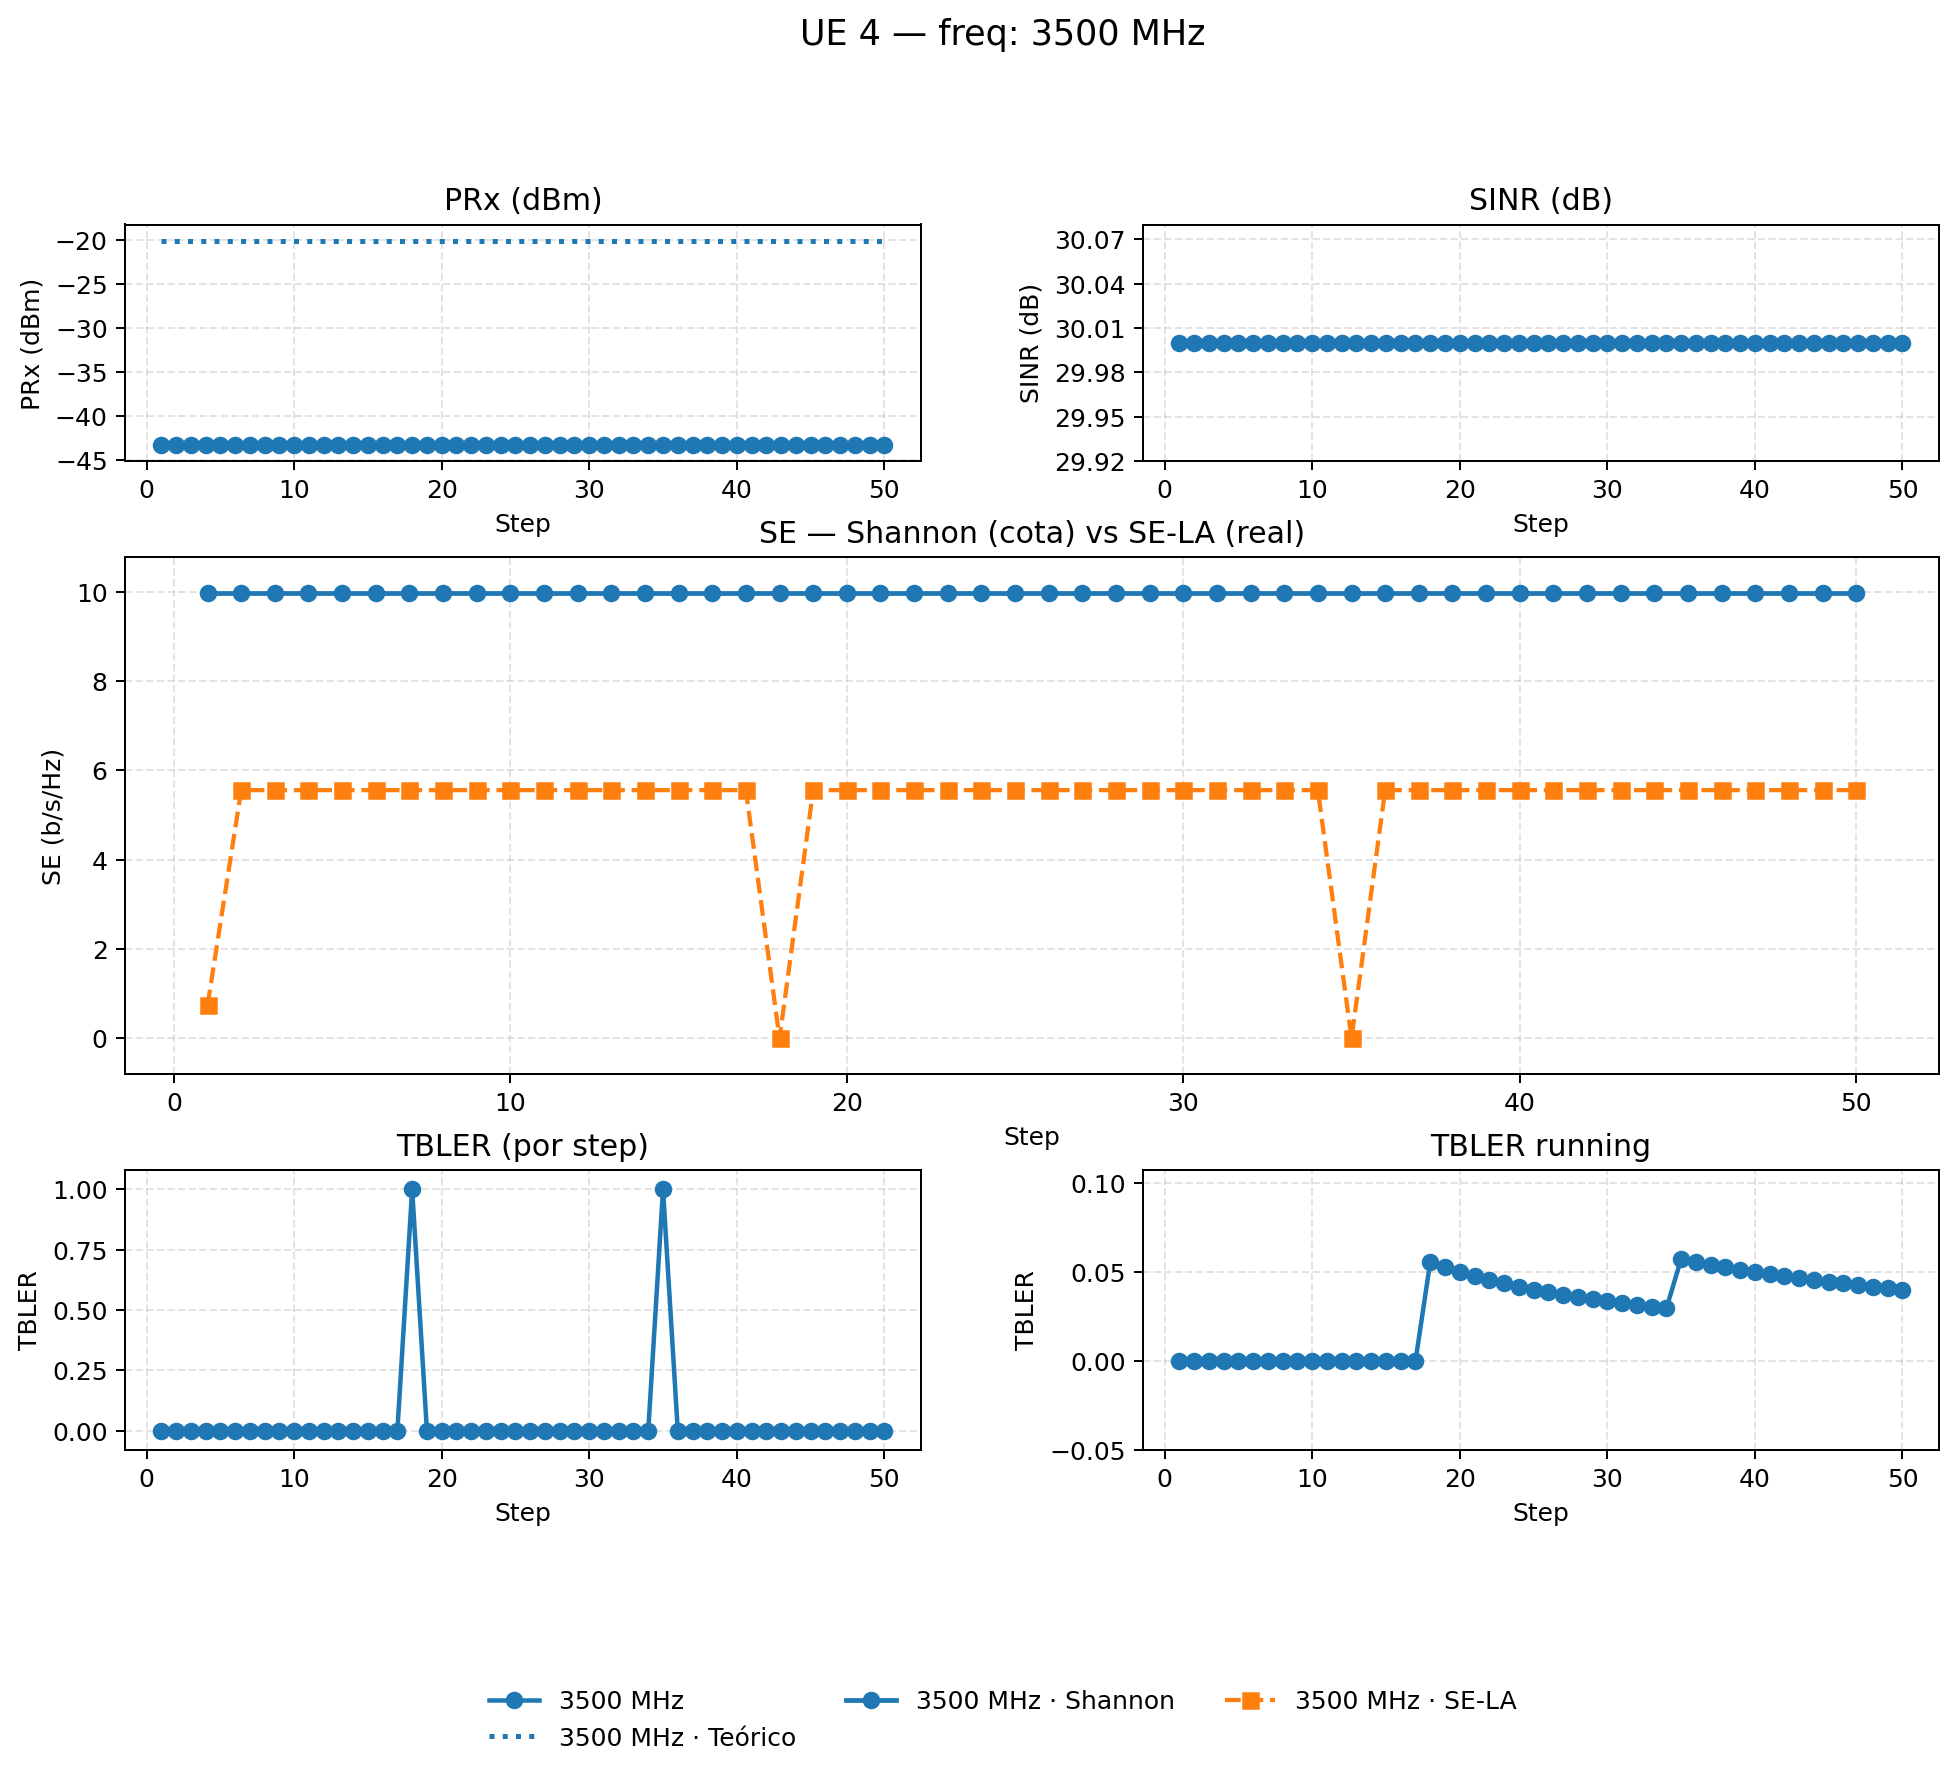 UE 4 — freq: 3500 MHz
PRx (dBm)
PRx (dBm)
−20
−25
−30
−35
−40
−45
0 10 20 30 40 50
Step
SINR (dB)
SINR (dB)
30.07
30.04
30.01
29.98
29.95
29.92
0 10 20 30 40 50
Step
SE — Shannon (cota) vs SE-LA (real)
SE (b/s/Hz)
10
8
6
4
2
0
0 10 20 30 40 50
Step
TBLER (por step)
TBLER
1.00
0.75
0.50
0.25
0.00
0 10 20 30 40 50
Step
TBLER running
TBLER
0.10
0.05
0.00
−0.05
0 10 20 30 40 50
Step
3500 MHz
3500 MHz · Teórico
3500 MHz · Shannon
3500 MHz · SE-LA